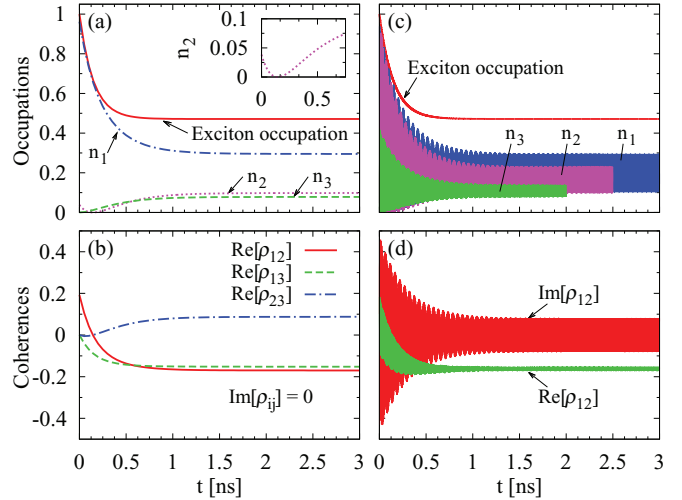 (a)
0.1
0.05
0
n2
0
0.5
Exciton occupation
n1
n2
n3
1
0.8
0.6
0.4
0.2
0
Occupations
(c)
Exciton occupation
n3
n2
n1
(b)
Re[ρ12]
Re[ρ13]
Re[ρ23]
Im[ρij] = 0
0.4
0.2
0
-0.2
-0.4
Coherences
0 0.5 1 1.5 2 2.5 3
t [ns]
(d)
Im[ρ12]
Re[ρ12]
0 0.5 1 1.5 2 2.5 3
t [ns]